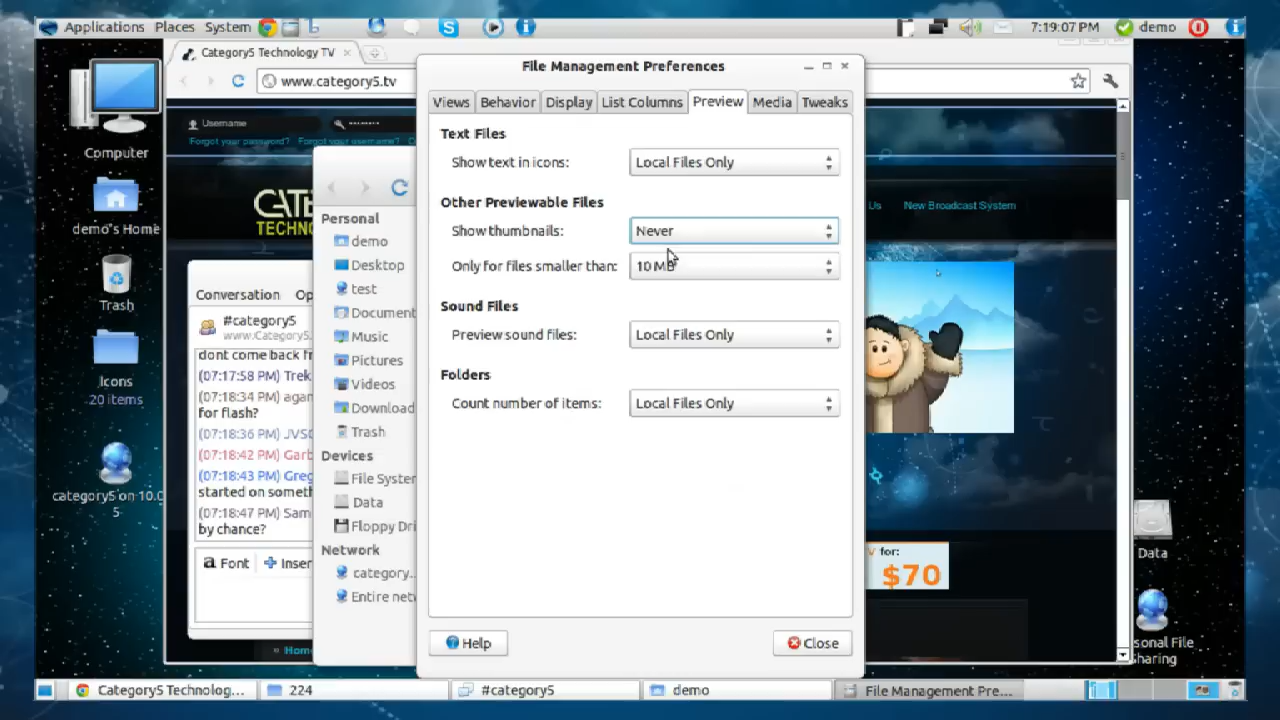 Applications Places System
7:19:07 PM demo
Category5 Technology TV
www.category5.tv
File Management Preferences
Views Behavior Display List Columns Preview Media Tweaks
Text Files
Show text in icons: Local Files Only
Other Previewable Files
Show thumbnails: Never
Only for files smaller than: 10 MB
Sound Files
Preview sound files: Local Files Only
Folders
Count number of items: Local Files Only
Help
Close
Computer
demo's Home
Trash
Icons
20 items
category5 on 10.0
5
Username
Forgot your password? Forgot your username?
CATE
TECHN
Us New Broadcast System
Conversation Op
#category5
www.Category5
dont come back fr
(07:17:58 PM) Trek
(07:18:34 PM) agan
for flash?
(07:18:36 PM) JVS
(07:18:42 PM) Garb
(07:18:43 PM) Greg
started on someth
(07:18:47 PM) Sam
by chance?
Font Inser
Home
Personal
demo
Desktop
test
Document
Music
Pictures
Videos
Download
Trash
Devices
File Syster
Data
Floppy Dri
Network
category...
Entire net
for:
$70
Data
sonal File
Sharing
Category5 Technolog...
224
#category5
demo
File Management Pre...